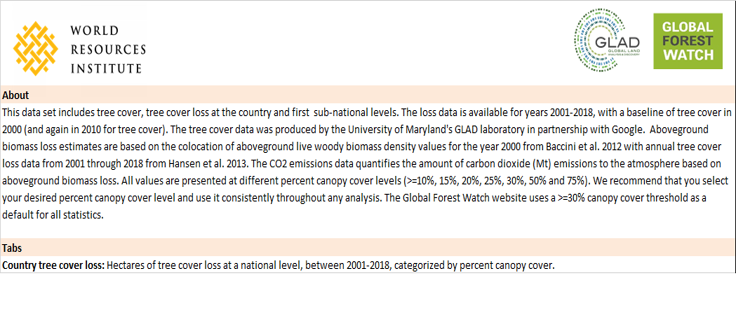 WORLD
RESOURCES
INSTITUTE
GLAD
GLOBAL LAND
GLOBAL
FOREST
WATCH
About
This data set includes tree cover, tree cover loss at the country and first sub-national levels. The loss data is available for years 2001-2018, with a baseline of tree cover in
2000 (and again in 2010 for tree cover). The tree cover data was produced by the University of Maryland's GLAD laboratory in partnership with Google. Aboveground
biomass loss estimates are based on the colocation of aboveground live woody biomass density values for the year 2000 from Baccini et al. 2012 with annual tree cover
loss data from 2001 through 2018 from Hansen et al. 2013. The CO2 emissions data quantifies the amount of carbon dioxide (Mt) emissions to the atmosphere based on
aboveground biomass loss. All values are presented at different percent canopy cover levels (>=10%, 15%, 20%, 25%, 30%, 50% and 75%). We recommend that you select
your desired percent canopy cover level and use it consistently throughout any analysis. The Global Forest Watch website uses a >=30% canopy cover threshold as a
default for all statistics.
Tabs
Country tree cover loss: Hectares of tree cover loss at a national level, between 2001-2018, categorized by percent canopy cover.